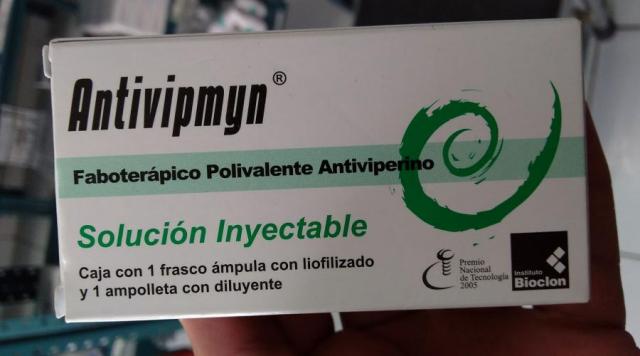 Antivipmyn®
Faboterápico Polivalente Antiviperino
Solución Inyectable
Caja con 1 frasco ámpula con liofilizado
y 1 ampolleta con diluyente
Premio
Nacional
de Tecnología
2005
Instituto
Bioclon